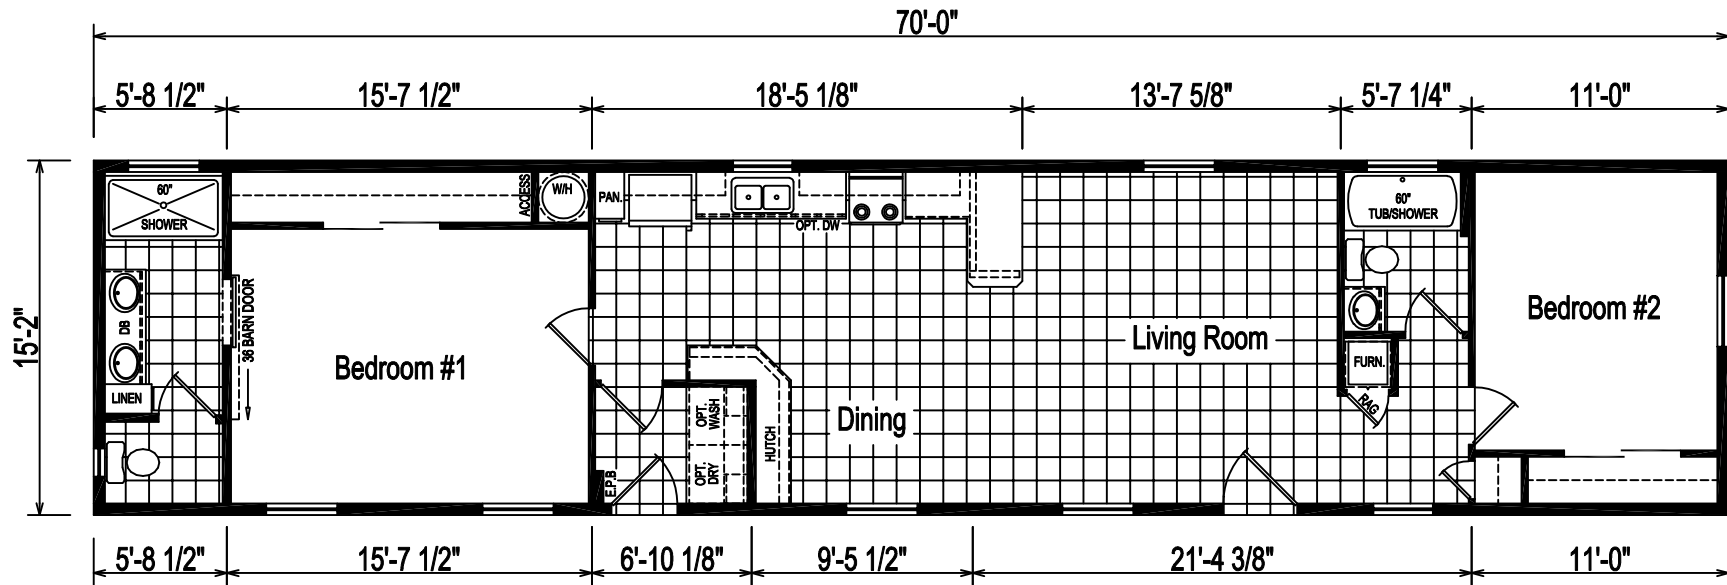 70'-0"
5'-8 1/2"
15'-7 1/2"
18'-5 1/8"
13'-7 5/8"
5'-7 1/4"
11'-0"
15'-2"
60"
SHOWER
ACCESS
W/H
PAN.
OPT. DW
60"
TUB/SHOWER
DB
36 BARN DOOR
LINEN
Bedroom #1
Living Room
Bedroom #2
FURN.
RAG
Dining
OPT.
WASH
OPT.
DRY
HUTCH
E.P.B
5'-8 1/2"
15'-7 1/2"
6'-10 1/8"
9'-5 1/2"
21'-4 3/8"
11'-0"